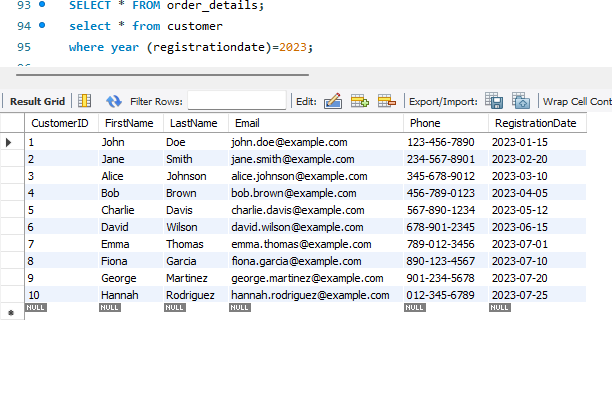 93 SELECT * FROM order_details;
94 select * from customer
95 where year (registrationdate)=2023;
Result Grid Filter Rows: Edit: Export/Import: Wrap Cell Cont
CustomerID FirstName LastName Email Phone RegistrationDate
1 John Doe john.doe@example.com 123-456-7890 2023-01-15
2 Jane Smith jane.smith@example.com 234-567-8901 2023-02-20
3 Alice Johnson alice.johnson@example.com 345-678-9012 2023-03-10
4 Bob Brown bob.brown@example.com 456-789-0123 2023-04-05
5 Charlie Davis charlie.davis@example.com 567-890-1234 2023-05-12
6 David Wilson david.wilson@example.com 678-901-2345 2023-06-15
7 Emma Thomas emma.thomas@example.com 789-012-3456 2023-07-01
8 Fiona Garcia fiona.garcia@example.com 890-123-4567 2023-07-10
9 George Martinez george.martinez@example.com 901-234-5678 2023-07-20
10 Hannah Rodriguez hannah.rodriguez@example.com 012-345-6789 2023-07-25
NULL NULL NULL NULL NULL NULL